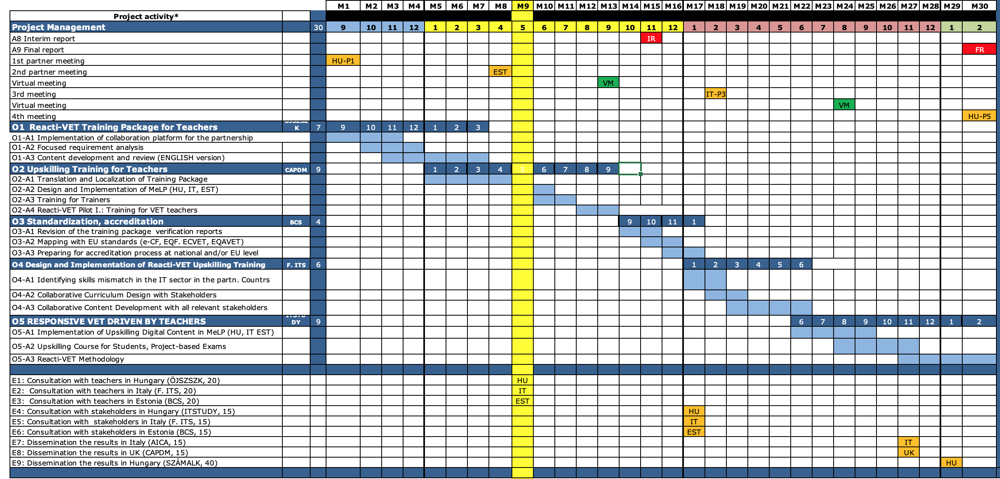 M1 M2 M3 M4 M5 M6 M7 M8 M9 M10 M11 M12 M13 M14 M15 M16 M17 M18 M19 M20 M21 M22 M23 M24 M25 M26 M27 M28 M29 M30
Project activity*
Project Management 30 9 10 11 12 1 2 3 4 5 6 7 8 9 10 11 12 1 2 3 4 5 6 7 8 9 10 11 12 1 2
A8 Interim report IR
A9 Final report FR
1st partner meeting HU-P1
2nd partner meeting EST
Virtual meeting VM
3rd meeting IT-P3
Virtual meeting VM
4th meeting HU-P5
O1 Reacti-VET Training Package for Teachers K 7 9 10 11 12 1 2 3
O1-A1 Implementation of collaboration platform for the partnership
O1-A2 Focused requirement analysis
O1-A3 Content development and review (ENGLISH version)
O2 Upskilling Training for Teachers CAPDM 9 1 2 3 4 5 6 7 8 9
O2-A1 Translation and Localization of Training Package
O2-A2 Design and Implementation of MeLP (HU, IT, EST)
O2-A3 Training for Trainers
O2-A4 Reacti-VET Pilot I.: Training for VET teachers
O3 Standardization, accreditation BCS 4 9 10 11 1
O3-A1 Revision of the training package verification reports
O3-A2 Mapping with EU standards (e-CF, EQF. ECVET, EQAVET)
O3-A3 Preparing for accreditation process at national and/or EU level
O4 Design and Implementation of Reacti-VET Upskilling Training F. ITS 6 1 2 3 4 5 6
O4-A1 Identifying skills mismatch in the IT sector in the partn. Countrs
O4-A2 Collaborative Curriculum Design with Stakeholders
O4-A3 Collaborative Content Development with all relevant stakeholders
O5 RESPONSIVE VET DRIVEN BY TEACHERS DY 9 6 7 8 9 10 11 12 1 2
O5-A1 Implementation of Upskilling Digital Content in MeLP (HU, IT EST)
O5-A2 Upskilling Course for Students, Project-based Exams
O5-A3 Reacti-VET Methodology
E1: Consultation with teachers in Hungary (ÖJSZSZK, 20) HU
E2: Consultation with teachers in Italy (F. ITS, 20) IT
E3: Consultation with teachers in Estonia (BCS, 20) EST
E4: Consultation with stakeholders in Hungary (ITSTUDY, 15) HU
E5: Consultation with stakeholders in Italy (F. ITS, 15) IT
E6: Consultation with stakeholders in Estonia (BCS, 15) EST
E7: Dissemination the results in Italy (AICA, 15) IT
E8: Dissemination the results in UK (CAPDM, 15) UK
E9: Dissemination the results in Hungary (SZÁMALK, 40) HU